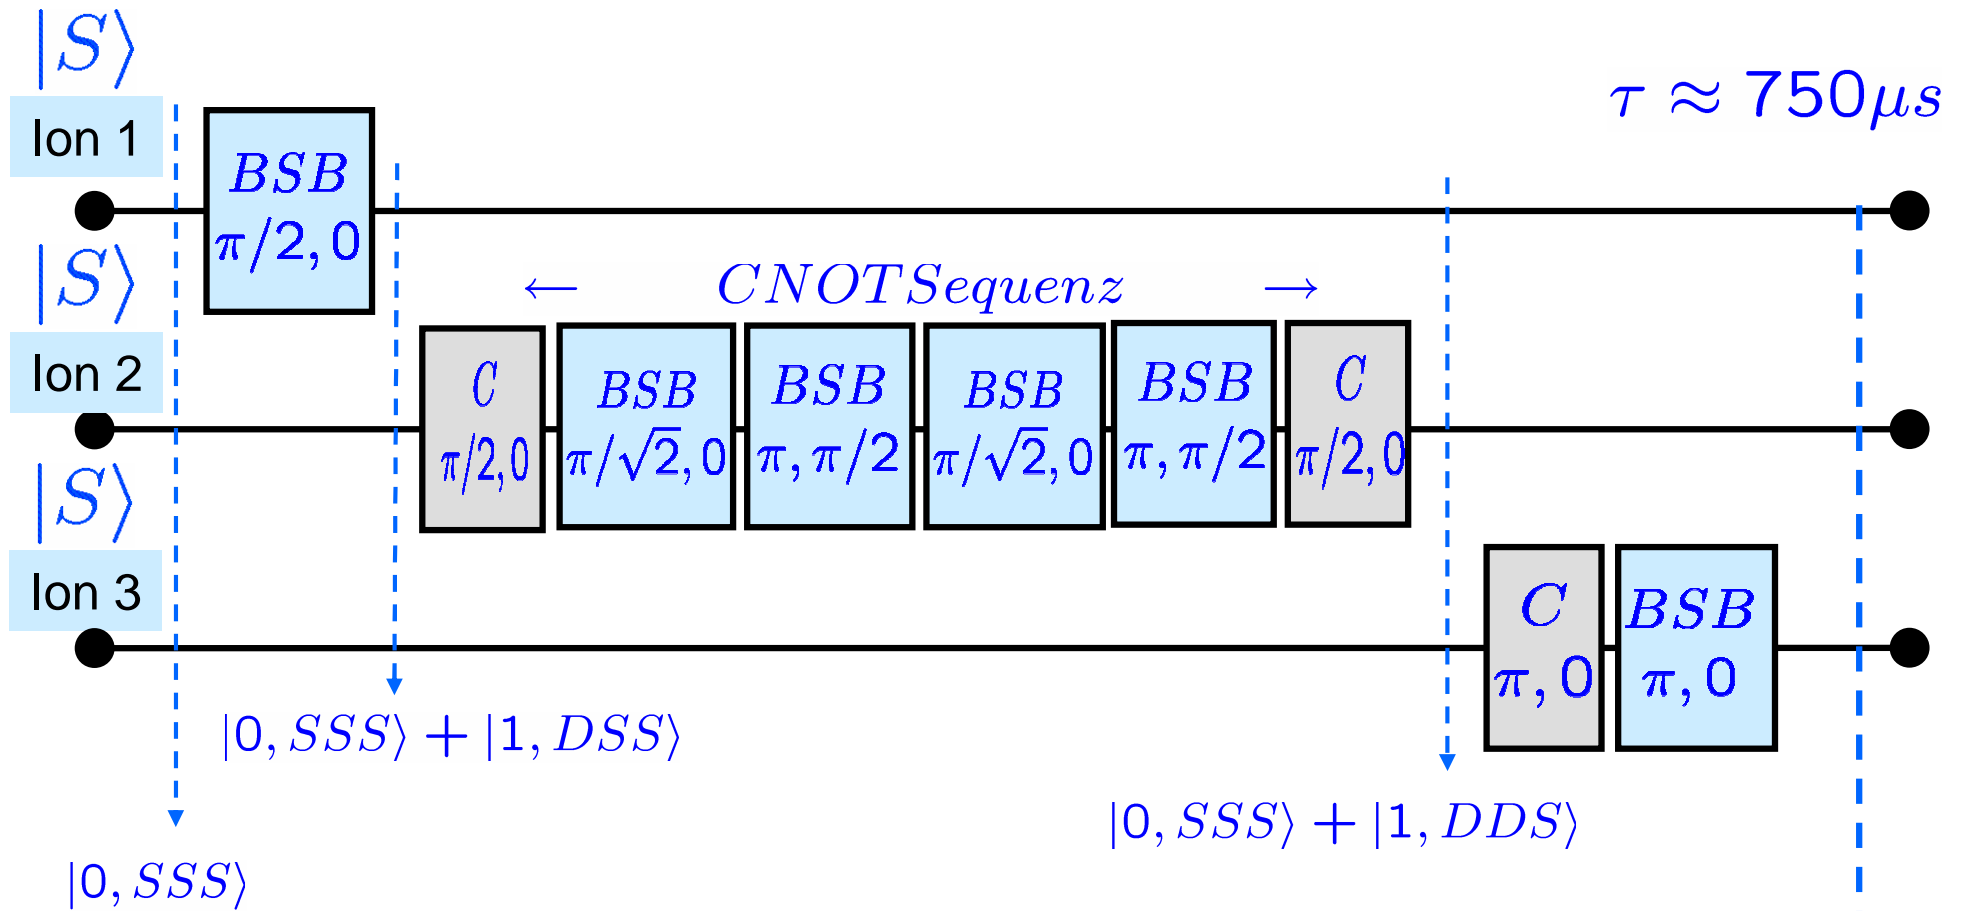 |S⟩
Ion 1
τ ≈ 750μs
BSB
π/2, 0
|S⟩
Ion 2
← CNOTSequenz →
C
π/2,0
BSB
π/√2, 0
BSB
π, π/2
BSB
π/√2, 0
BSB
π, π/2
C
π/2,0
|S⟩
Ion 3
C
π, 0
BSB
π, 0
|0, SSS⟩ + |1, DSS⟩
|0, SSS⟩ + |1, DDS⟩
|0, SSS⟩